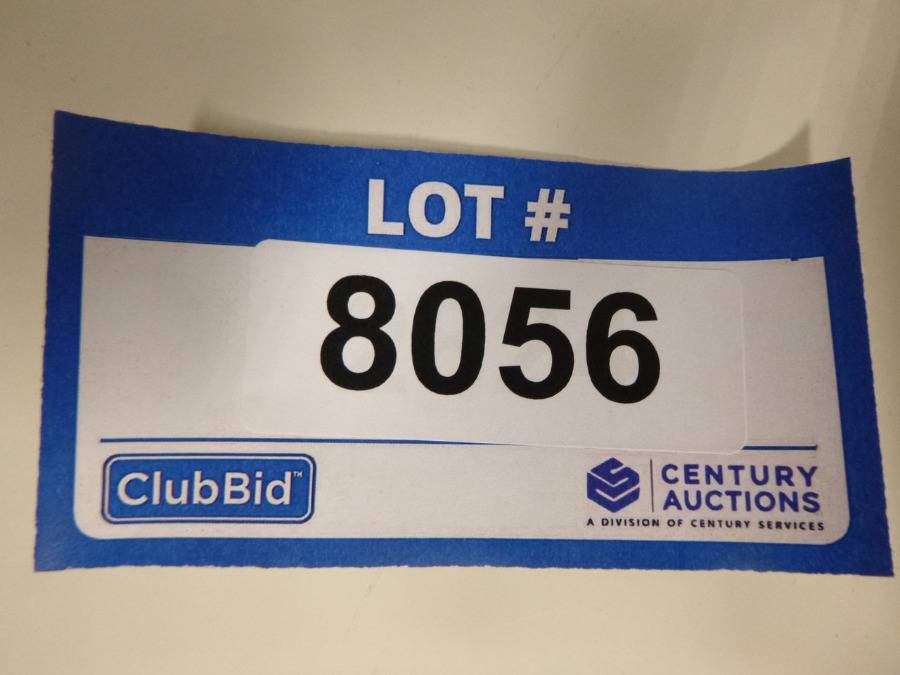 LOT #
8056
ClubBid™
CENTURY
AUCTIONS
A DIVISION OF CENTURY SERVICES